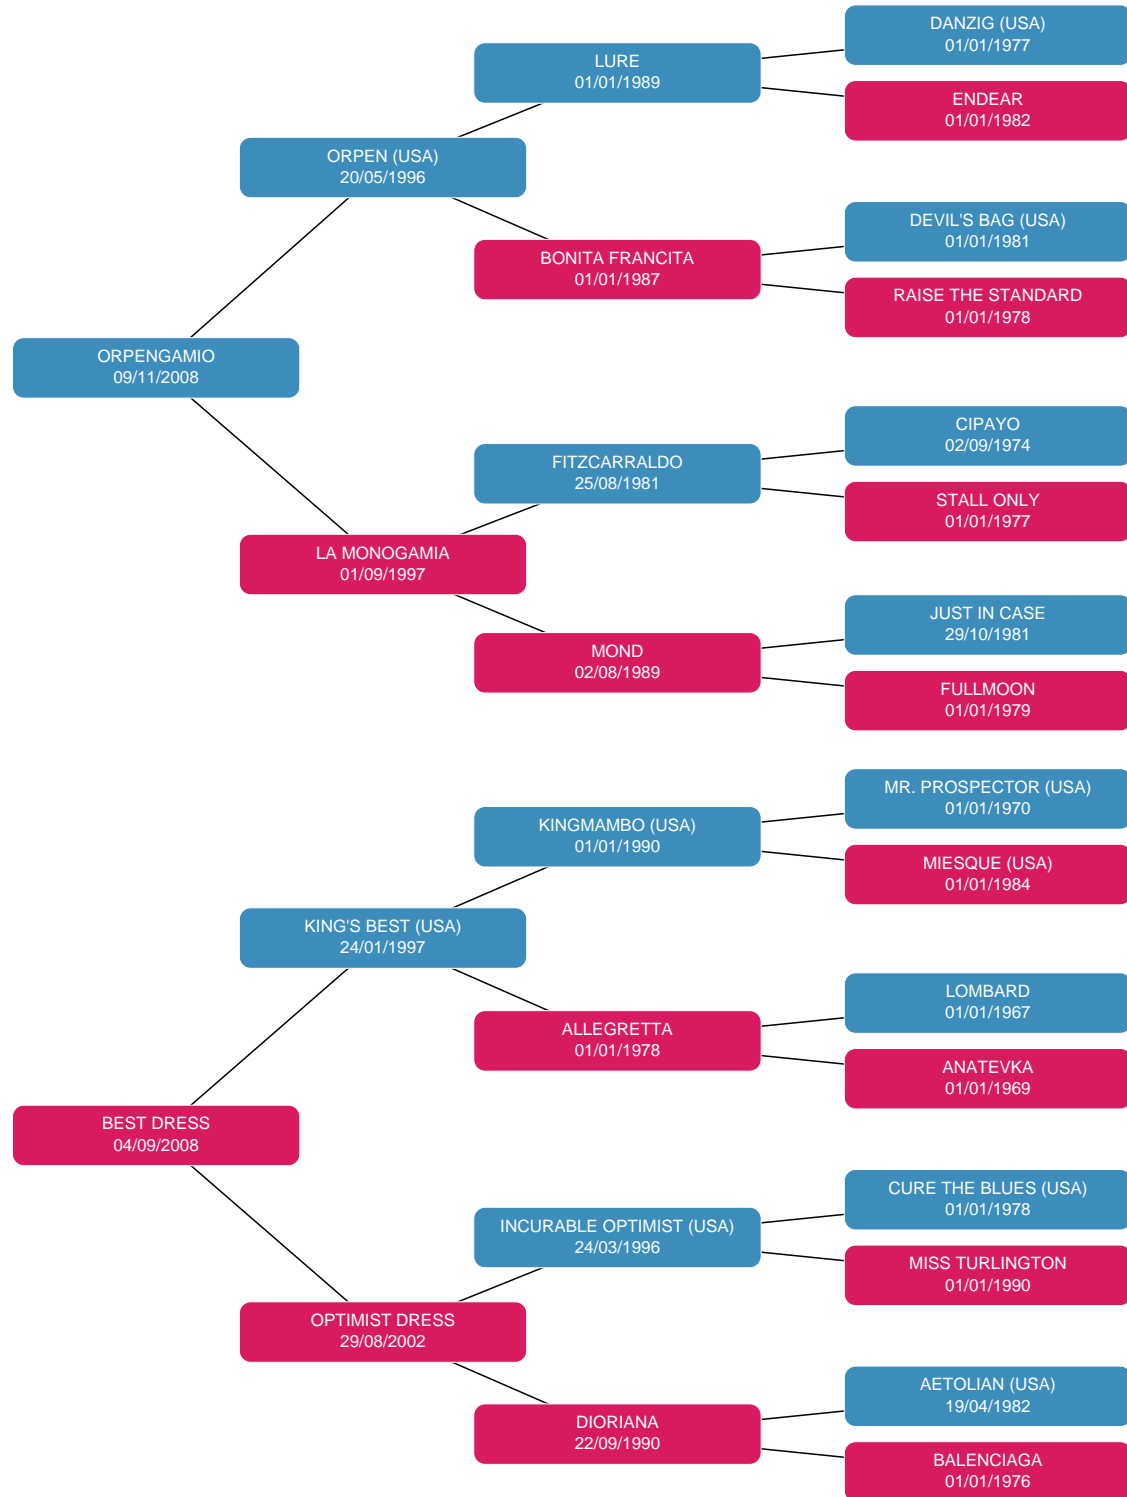 DANZIG (USA)
01/01/1977
LURE
01/01/1989
ENDEAR
01/01/1982
ORPEN (USA)
20/05/1996
DEVIL'S BAG (USA)
01/01/1981
BONITA FRANCITA
01/01/1987
RAISE THE STANDARD
01/01/1978
ORPENGAMIO
09/11/2008
CIPAYO
02/09/1974
FITZCARRALDO
25/08/1981
STALL ONLY
01/01/1977
LA MONOGAMIA
01/09/1997
JUST IN CASE
29/10/1981
MOND
02/08/1989
FULLMOON
01/01/1979
MR. PROSPECTOR (USA)
01/01/1970
KINGMAMBO (USA)
01/01/1990
MIESQUE (USA)
01/01/1984
KING'S BEST (USA)
24/01/1997
LOMBARD
01/01/1967
ALLEGRETTA
01/01/1978
ANATEVKA
01/01/1969
BEST DRESS
04/09/2008
CURE THE BLUES (USA)
01/01/1978
INCURABLE OPTIMIST (USA)
24/03/1996
MISS TURLINGTON
01/01/1990
OPTIMIST DRESS
29/08/2002
AETOLIAN (USA)
19/04/1982
DIORIANA
22/09/1990
BALENCIAGA
01/01/1976